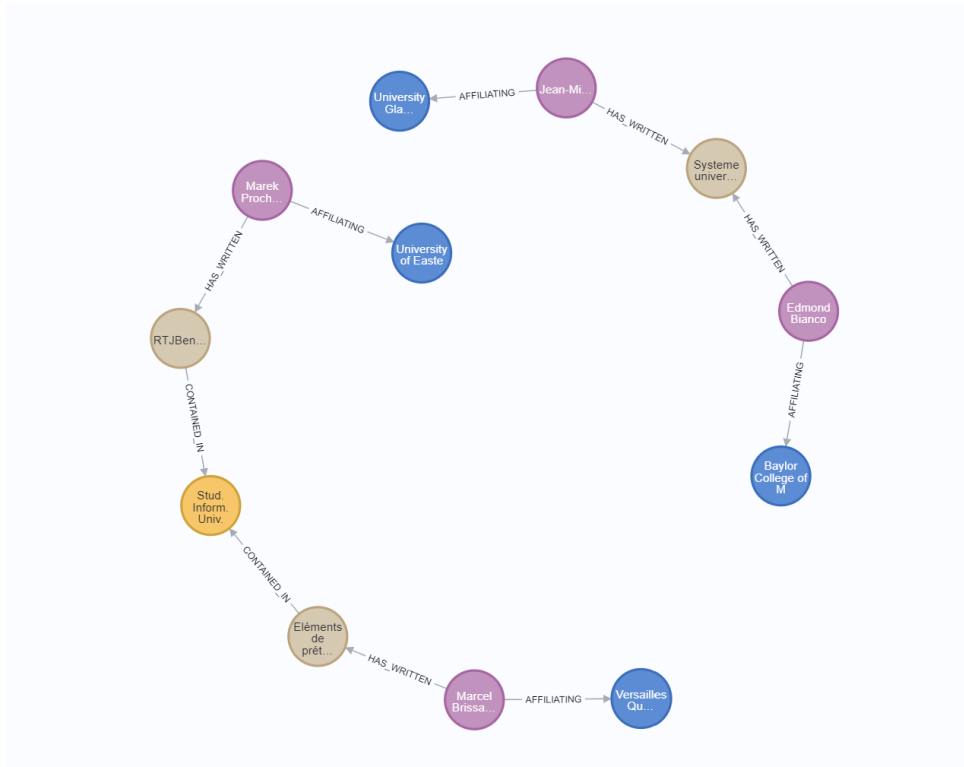 University
Gla...
AFFILIATING
Jean-Mi...
HAS_WRITTEN
Systeme
univer...
Marek
Proch...
AFFILIATING
University
of Easte
HAS_WRITTEN
HAS_WRITTEN
Edmond
Bianco
RTJBen...
AFFILIATING
CONTAINED_IN
Baylor
College of
M
Stud.
Inform.
Univ.
CONTAINED_IN
Eléments
de
prét...
HAS_WRITTEN
Marcel
Brissa...
AFFILIATING
Versailles
Qu...